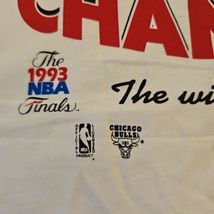 CHAM
The
1993
NBA
Finals
The wi
CHICAGO
BULLS
NBA
PRODUCT